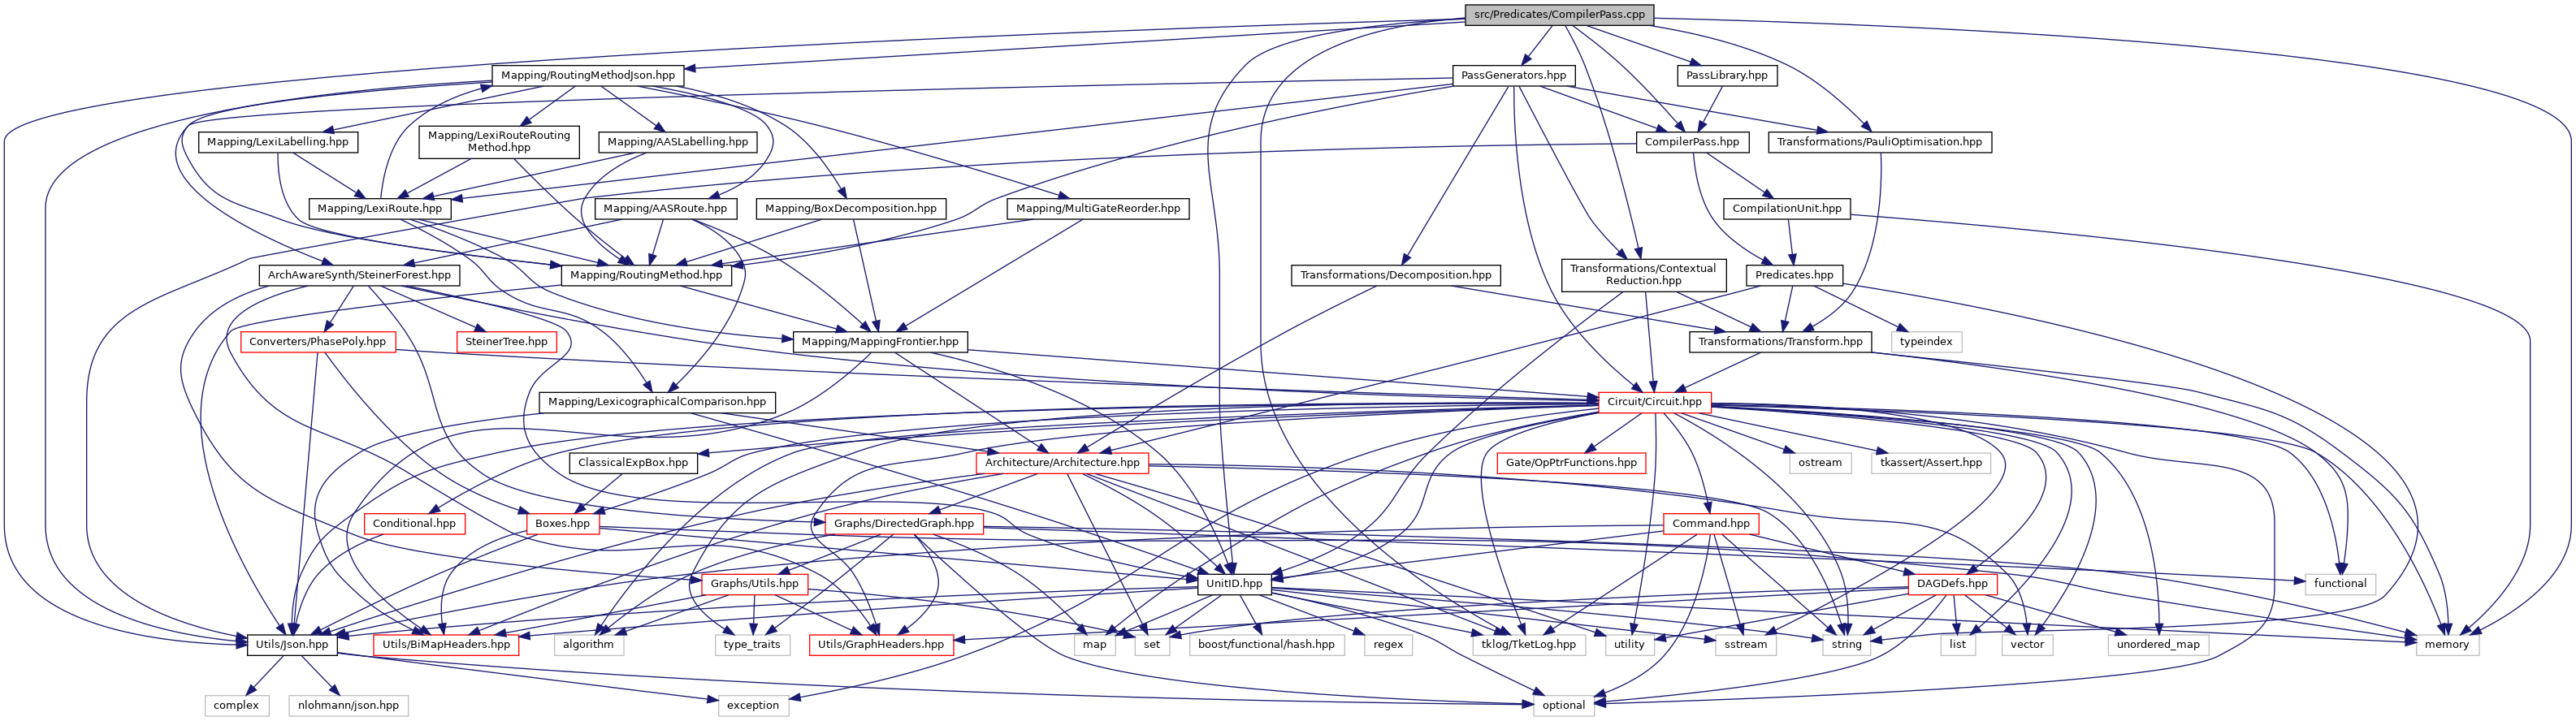 src/Predicates/CompilerPass.cpp
Mapping/RoutingMethodJson.hpp
PassGenerators.hpp
PassLibrary.hpp
Mapping/LexiLabelling.hpp
Mapping/LexiRouteRouting
Method.hpp
Mapping/AASLabelling.hpp
CompilerPass.hpp
Transformations/PauliOptimisation.hpp
Mapping/LexiRoute.hpp
Mapping/AASRoute.hpp
Mapping/BoxDecomposition.hpp
Mapping/MultiGateReorder.hpp
CompilationUnit.hpp
ArchAwareSynth/SteinerForest.hpp
Mapping/RoutingMethod.hpp
Transformations/Decomposition.hpp
Transformations/Contextual
Reduction.hpp
Predicates.hpp
Converters/PhasePoly.hpp
SteinerTree.hpp
Mapping/MappingFrontier.hpp
Transformations/Transform.hpp
typeindex
Mapping/LexicographicalComparison.hpp
Circuit/Circuit.hpp
ClassicalExpBox.hpp
Architecture/Architecture.hpp
Gate/OpPtrFunctions.hpp
ostream
tkassert/Assert.hpp
Conditional.hpp
Boxes.hpp
Graphs/DirectedGraph.hpp
Command.hpp
Graphs/Utils.hpp
UnitID.hpp
DAGDefs.hpp
functional
Utils/Json.hpp
Utils/BiMapHeaders.hpp
algorithm
type_traits
Utils/GraphHeaders.hpp
map
set
boost/functional/hash.hpp
regex
tklog/TketLog.hpp
utility
sstream
string
list
vector
unordered_map
memory
complex
nlohmann/json.hpp
exception
optional